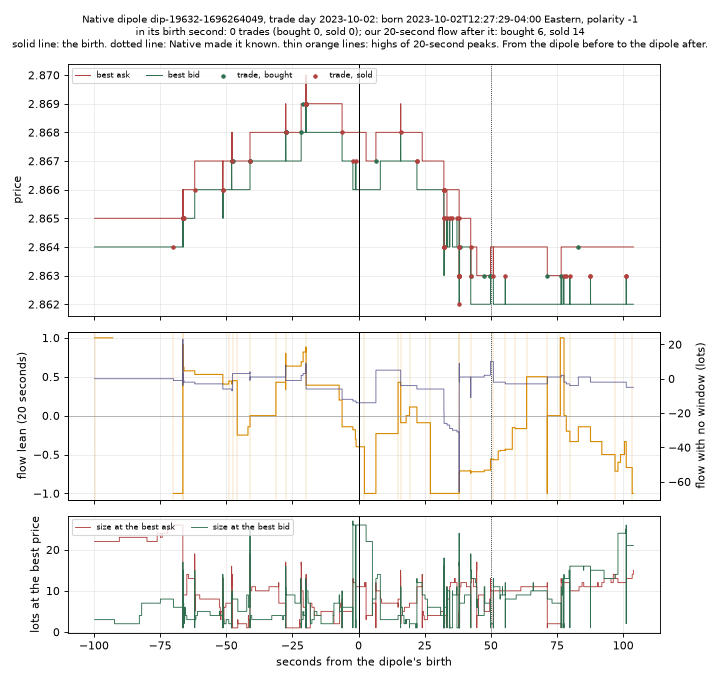 Native dipole dip-19632-1696264049, trade day 2023-10-02: born 2023-10-02T12:27:29-04:00 Eastern, polarity -1
in its birth second: 0 trades (bought 0, sold 0); our 20-second flow after it: bought 6, sold 14
solid line: the birth. dotted line: Native made it known. thin orange lines: highs of 20-second peaks. From the dipole before to the dipole after.
best ask
best bid
trade, bought
trade, sold
2.870
2.869
2.868
2.867
2.866
2.865
2.864
2.863
2.862
price
1.0
0.5
0.0
−0.5
−1.0
flow lean (20 seconds)
20
0
−20
−40
−60
flow with no window (lots)
size at the best ask
size at the best bid
20
10
0
lots at the best price
−100
−75
−50
−25
0
25
50
75
100
seconds from the dipole's birth